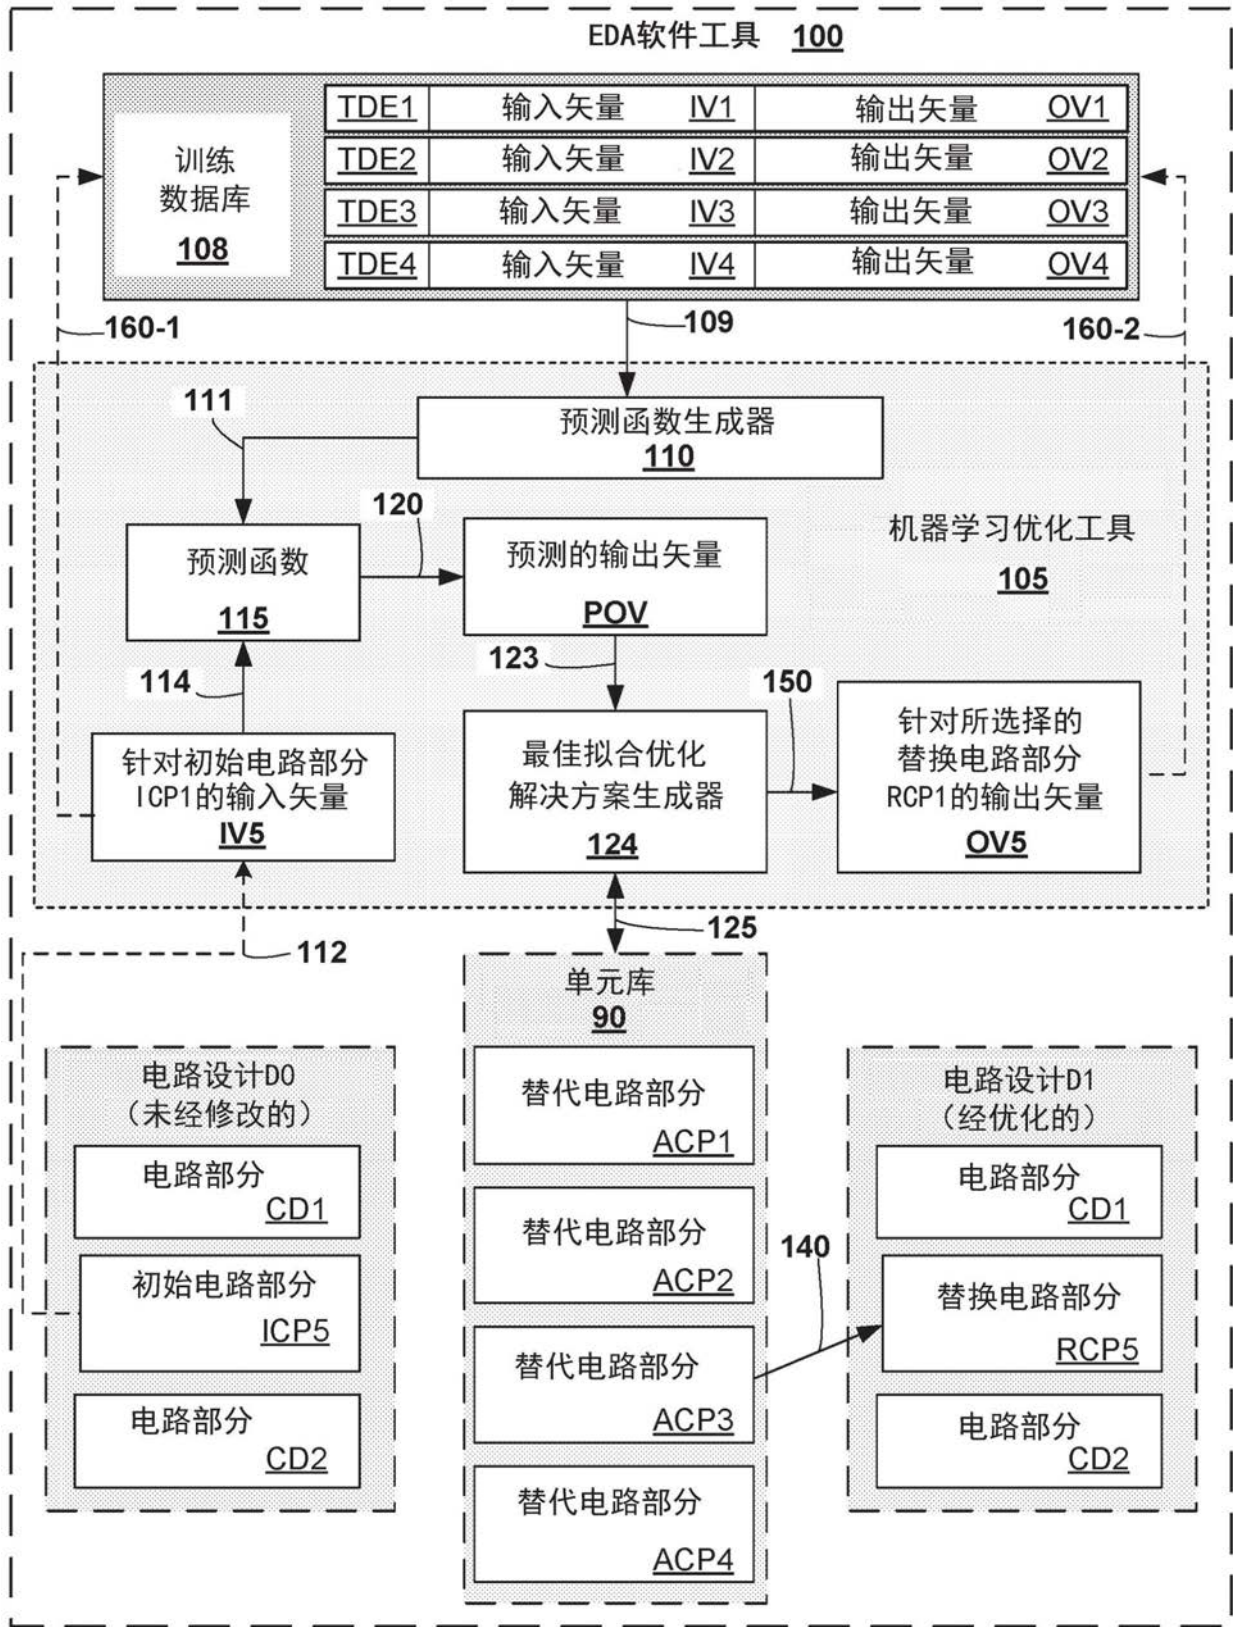 EDA软件工具 100
TDE1 输入矢量 IV1 输出矢量 OV1
TDE2 输入矢量 IV2 输出矢量 OV2
TDE3 输入矢量 IV3 输出矢量 OV3
TDE4 输入矢量 IV4 输出矢量 OV4
训练
数据库
108
160-1
109
160-2
111
预测函数生成器
110
120
机器学习优化工具
105
预测函数
115
预测的输出矢量
POV
114
123
150
针对初始电路部分
ICP1的输入矢量
IV5
最佳拟合优化
解决方案生成器
124
针对所选择的
替换电路部分
RCP1的输出矢量
OV5
112
125
单元库
90
电路设计D0
（未经修改的）
电路部分
CD1
初始电路部分
ICP5
电路部分
CD2
替代电路部分
ACP1
替代电路部分
ACP2
替代电路部分
ACP3
替代电路部分
ACP4
140
电路设计D1
（经优化的）
电路部分
CD1
替换电路部分
RCP5
电路部分
CD2